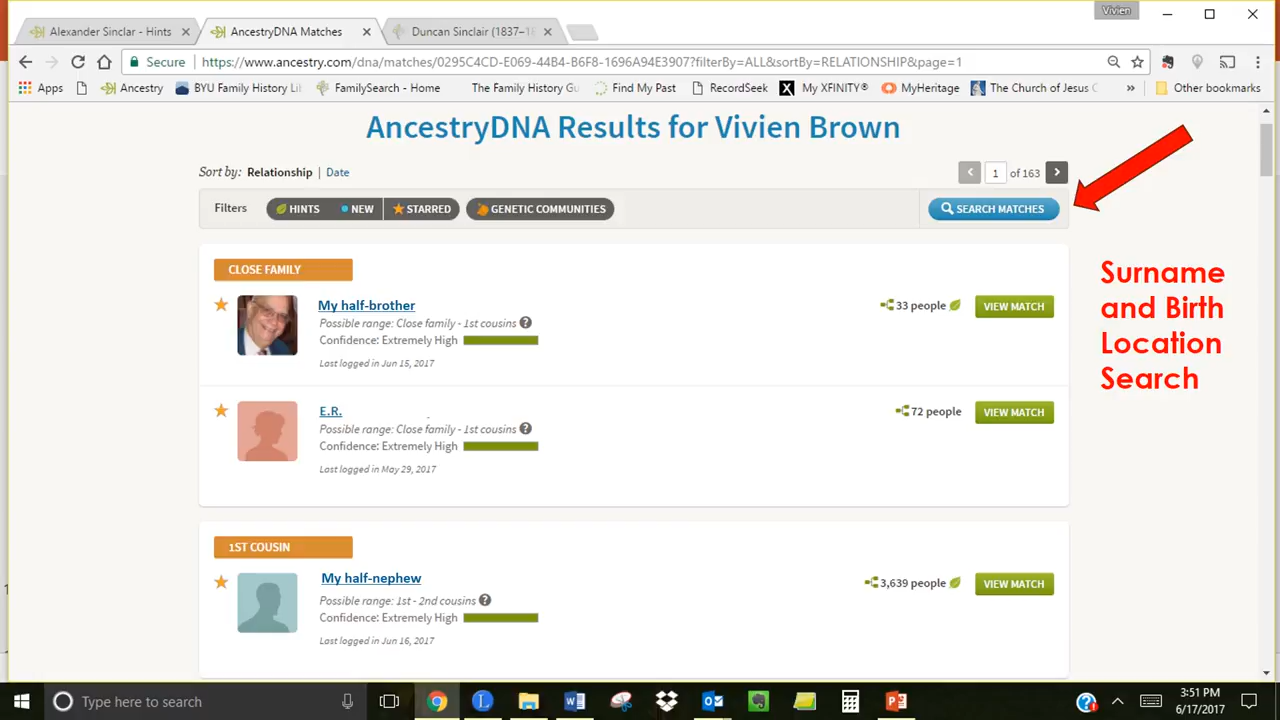 Vivien
Alexander Sinclar - Hints
AncestryDNA Matches
Duncan Sinclair (1837–18
Secure
https://www.ancestry.com/dna/matches/0295C4CD-E069-44B4-B6F8-1696A94E3907?filterBy=ALL&sortBy=RELATIONSHIP&page=1
Apps
Ancestry
BYU Family History Li
FamilySearch - Home
The Family History Gu
Find My Past
RecordSeek
X My XFINITY®
MyHeritage
The Church of Jesus C
»
Other bookmarks
AncestryDNA Results for Vivien Brown
Sort by: Relationship | Date
< 1 of 163 >
Filters
HINTS
NEW
STARRED
GENETIC COMMUNITIES
SEARCH MATCHES
Surname
and Birth
Location
Search
CLOSE FAMILY
My half-brother
33 people
VIEW MATCH
Possible range: Close family - 1st cousins ?
Confidence: Extremely High
Last logged in Jun 15, 2017
E.R.
72 people
VIEW MATCH
Possible range: Close family - 1st cousins ?
Confidence: Extremely High
Last logged in May 29, 2017
1ST COUSIN
My half-nephew
3,639 people
VIEW MATCH
Possible range: 1st - 2nd cousins ?
Confidence: Extremely High
Last logged in Jun 16, 2017
Type here to search
3:51 PM
6/17/2017